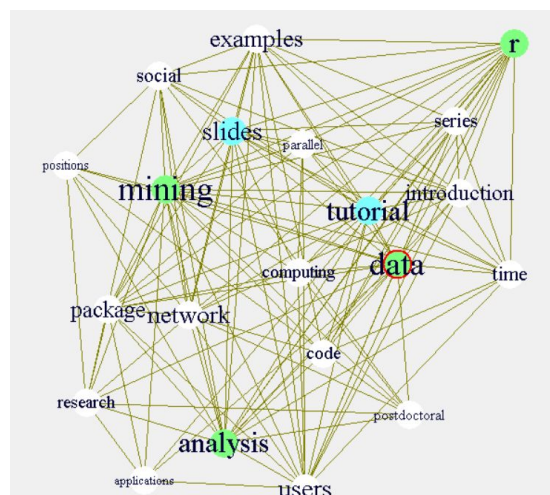 examples
r
social
series
slides
parallel
positions
mining
introduction
tutorial
data
computing
time
package
network
code
research
postdoctoral
analysis
applications
users